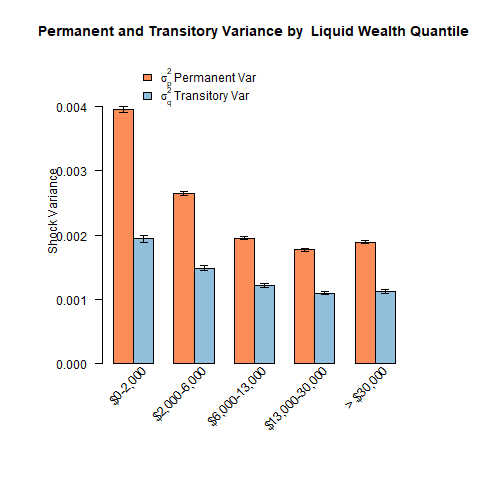 Permanent and Transitory Variance by  Liquid Wealth Quantile
σ²p Permanent Var
σ²q Transitory Var
Shock Variance
0.004
0.003
0.002
0.001
0.000
$0-2,000
$2,000-6,000
$6,000-13,000
$13,000-30,000
> $30,000